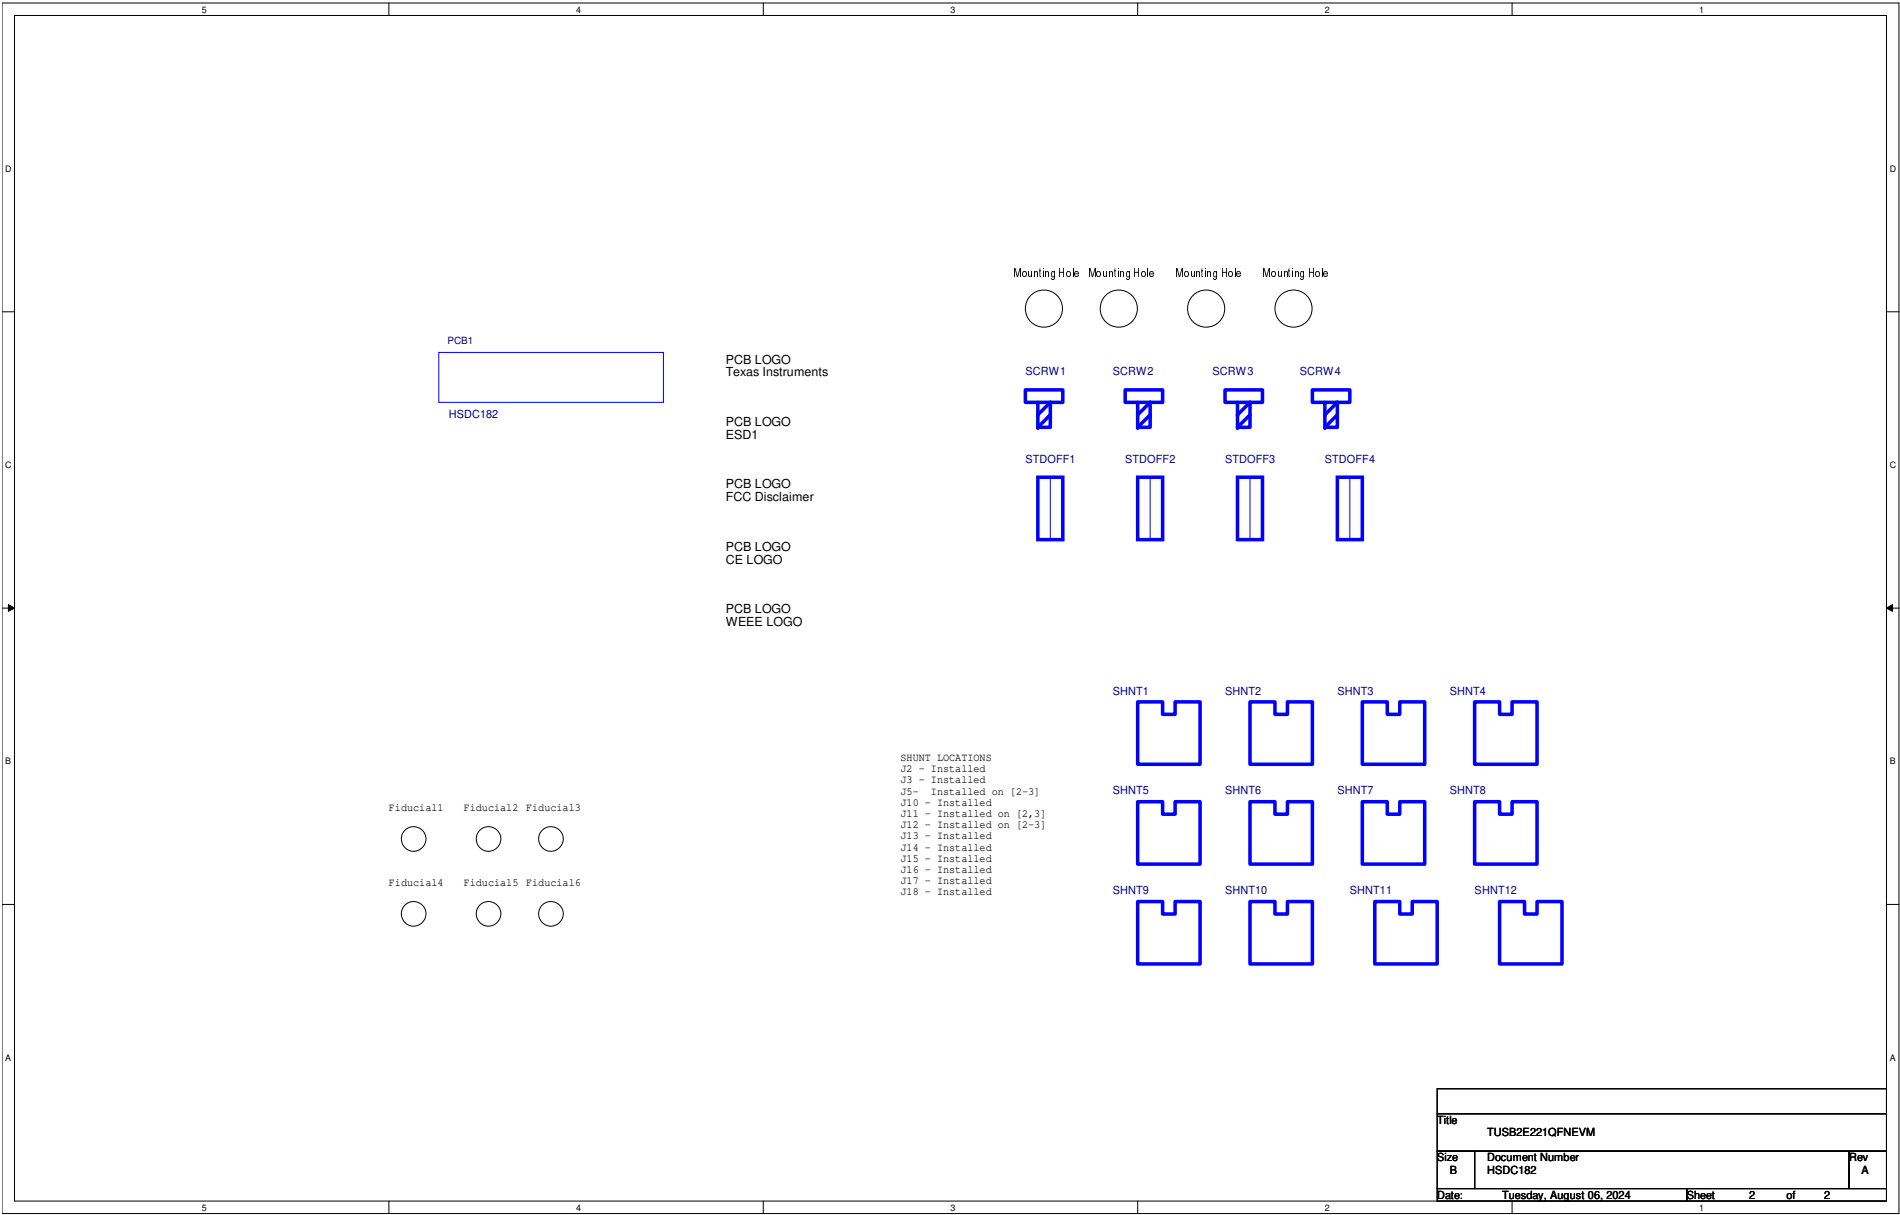 5 4 3 2 1
D D
Mounting Hole Mounting Hole Mounting Hole Mounting Hole
PCB1
HSDC182
PCB LOGO
Texas Instruments
PCB LOGO
ESD1
PCB LOGO
FCC Disclaimer
PCB LOGO
CE LOGO
PCB LOGO
WEEE LOGO
SCRW1 SCRW2 SCRW3 SCRW4
STDOFF1 STDOFF2 STDOFF3 STDOFF4
C C
SHNT1 SHNT2 SHNT3 SHNT4
SHNT5 SHNT6 SHNT7 SHNT8
SHNT9 SHNT10 SHNT11 SHNT12
B B
SHUNT LOCATIONS
J2 - Installed
J3 - Installed
J5-  Installed on [2-3]
J10 - Installed
J11 - Installed on [2,3]
J12 - Installed on [2-3]
J13 - Installed
J14 - Installed
J15 - Installed
J16 - Installed
J17 - Installed
J18 - Installed
Fiducial1 Fiducial2 Fiducial3
Fiducial4 Fiducial5 Fiducial6
A A
Title
TUSB2E221QFNEVM
Size Document Number Rev
B HSDC182 A
Date: Tuesday, August 06, 2024 Sheet 2 of 2
5 4 3 2 1